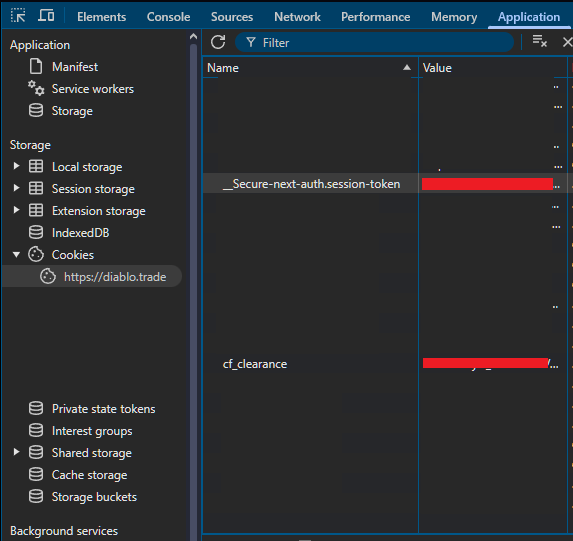 Elements Console Sources Network Performance Memory Application
Application
Manifest
Service workers
Storage
Storage
Local storage
Session storage
Extension storage
IndexedDB
Cookies
https://diablo.trade
Private state tokens
Interest groups
Shared storage
Cache storage
Storage buckets
Background services
Filter
Name Value
..
...
..
...
__Secure-next-auth.session-token ...
...
...
..
cf_clearance /...